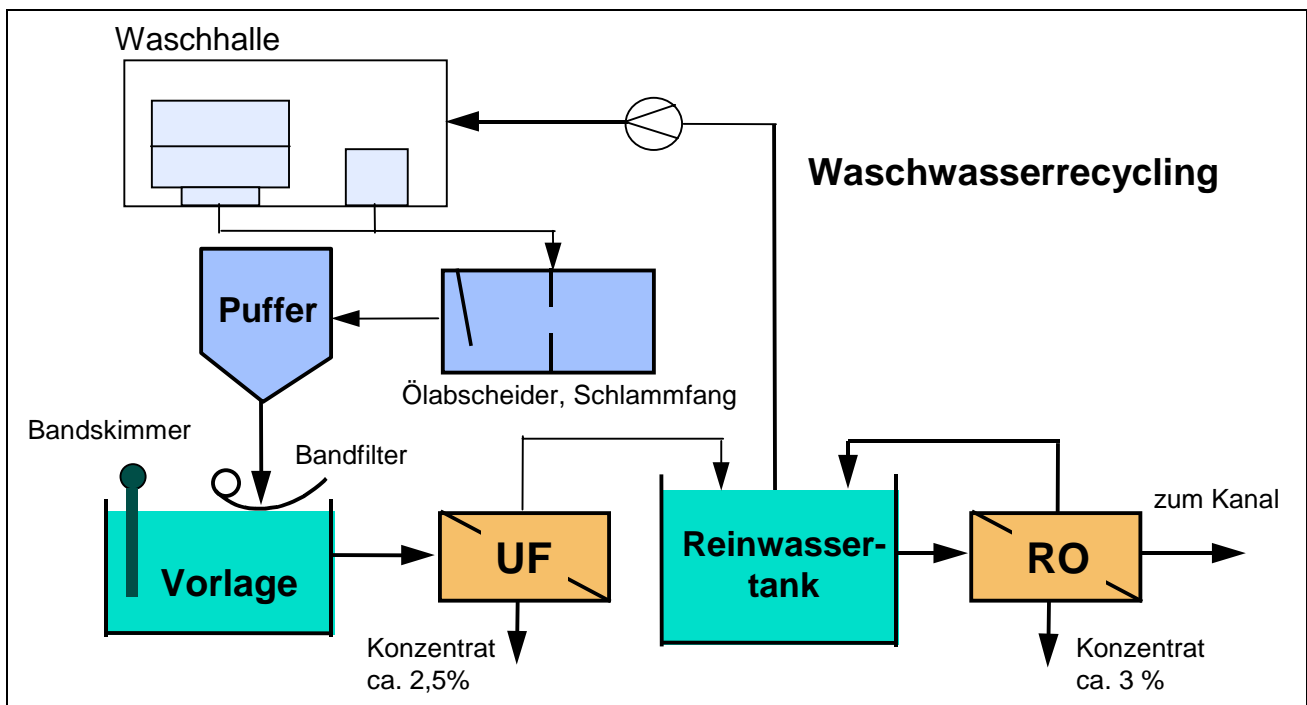 Waschhalle
Waschwasserrecycling
Puffer
Ölabscheider, Schlammfang
Bandskimmer
Bandfilter
zum Kanal
Vorlage
UF
Reinwasser-
tank
RO
Konzentrat
ca. 2,5%
Konzentrat
ca. 3 %